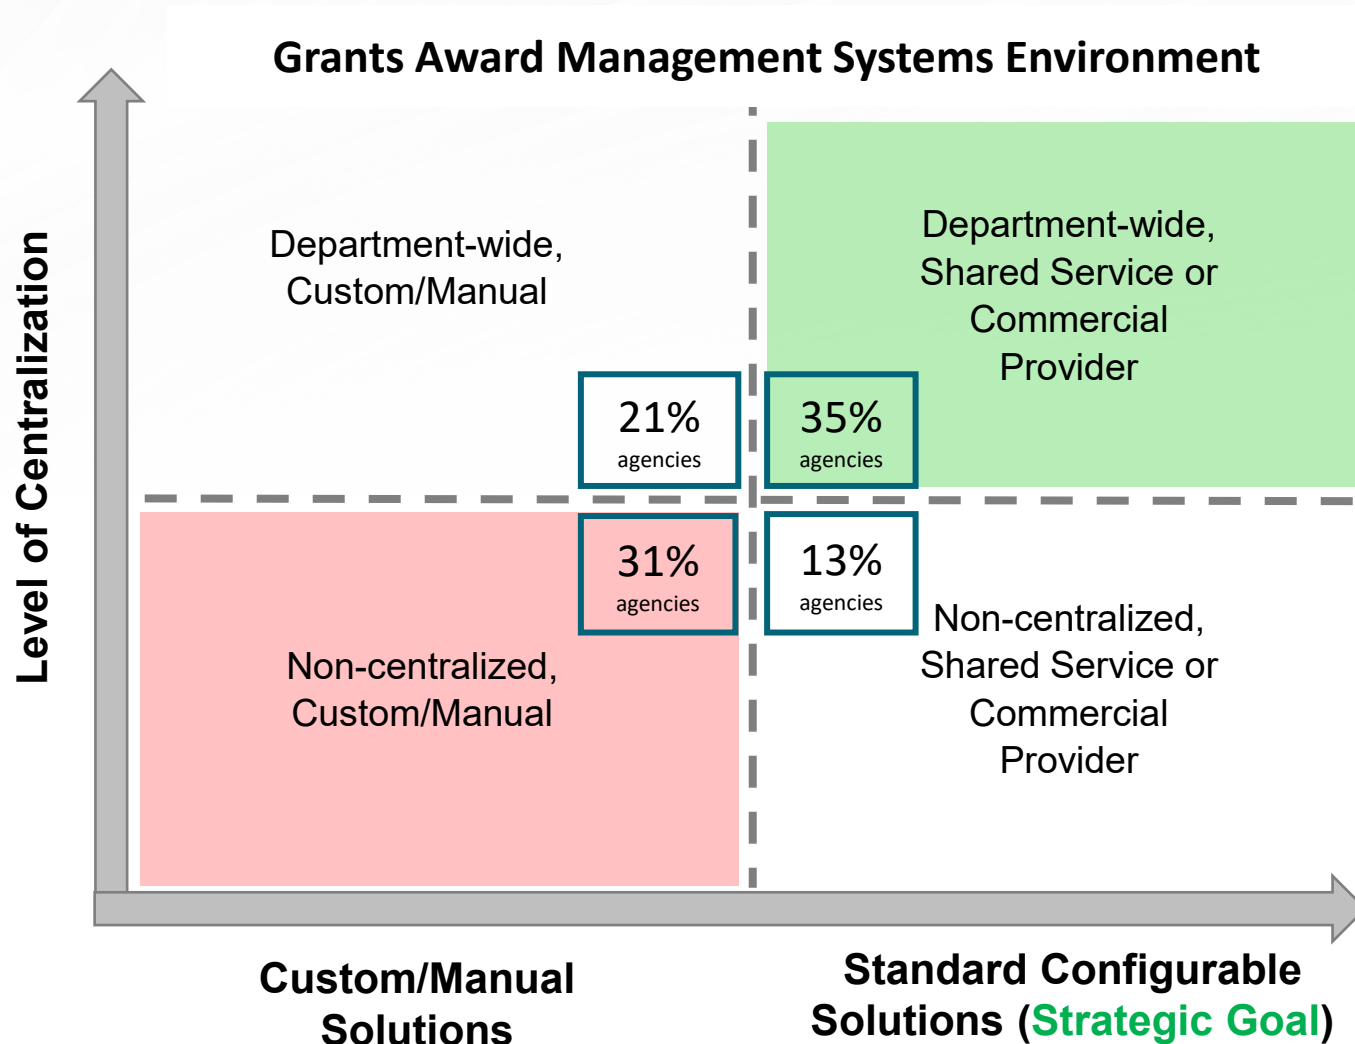 Grants Award Management Systems Environment
Level of Centralization
Department-wide,
Custom/Manual
Department-wide,
Shared Service or
Commercial
Provider
21%
agencies
35%
agencies
31%
agencies
13%
agencies
Non-centralized,
Custom/Manual
Non-centralized,
Shared Service or
Commercial
Provider
Custom/Manual
Solutions
Standard Configurable
Solutions (Strategic Goal)